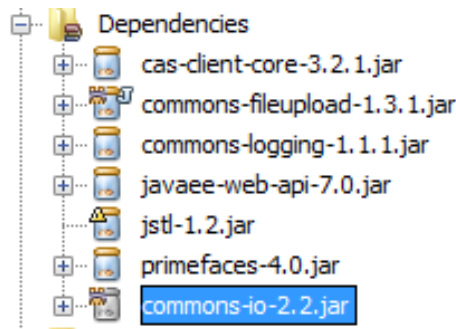 Dependencies
cas-client-core-3.2.1.jar
commons-fileupload-1.3.1.jar
commons-logging-1.1.1.jar
javaee-web-api-7.0.jar
jstl-1.2.jar
primefaces-4.0.jar
commons-io-2.2.jar